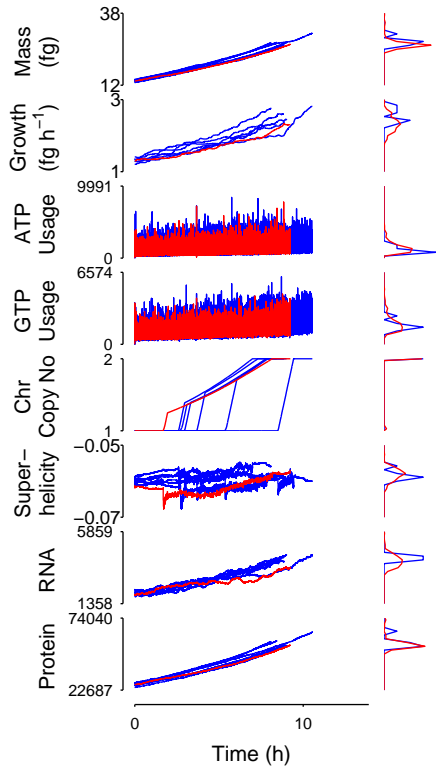 38
Mass
(fg)
12
3
Growth
(fg h⁻¹)
1
9991
ATP
Usage
0
6574
GTP
Usage
0
2
Chr
Copy No
1
−0.05
Super−
helicity
−0.07
5859
RNA
1358
74040
Protein
22687
0 10
Time (h)